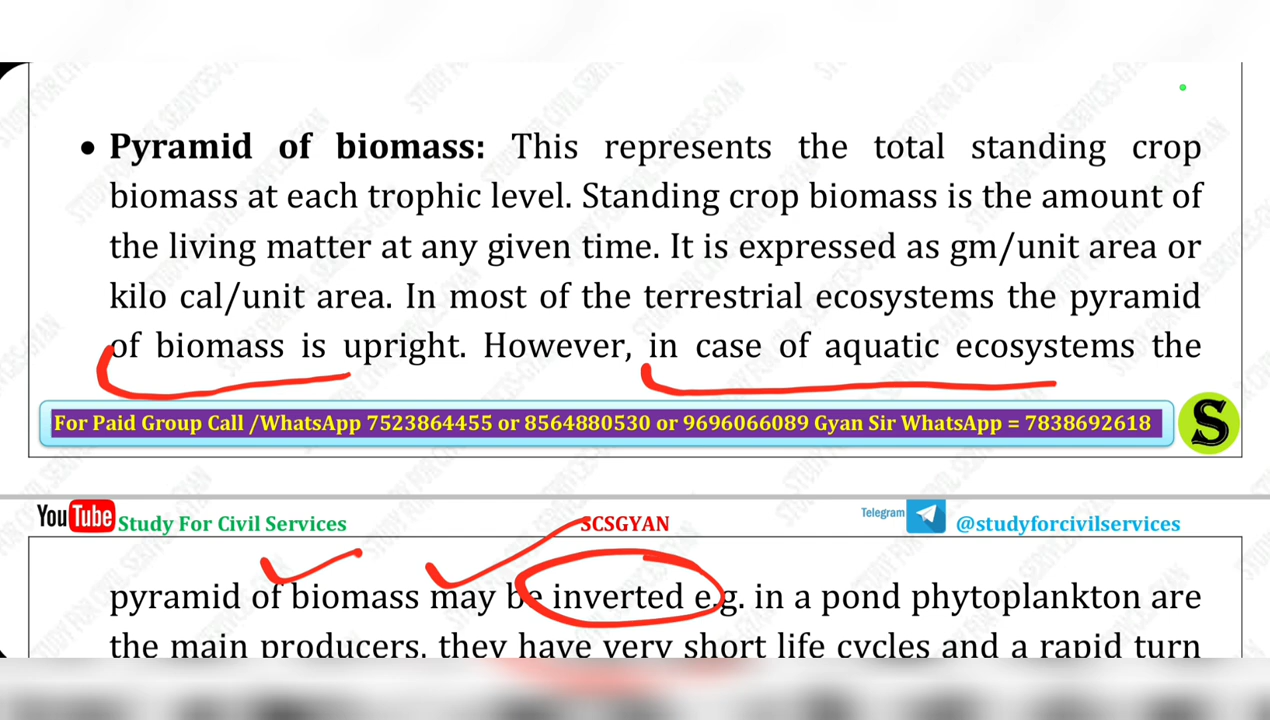 • Pyramid of biomass: This represents the total standing crop
biomass at each trophic level. Standing crop biomass is the amount of
the living matter at any given time. It is expressed as gm/unit area or
kilo cal/unit area. In most of the terrestrial ecosystems the pyramid
of biomass is upright. However, in case of aquatic ecosystems the
For Paid Group Call /WhatsApp 7523864455 or 8564880530 or 9696066089 Gyan Sir WhatsApp = 7838692618
S
YouTube Study For Civil Services SCSGYAN Telegram @studyforcivilservices
pyramid of biomass may be inverted e.g. in a pond phytoplankton are
the main producers, they have very short life cycles and a rapid turn